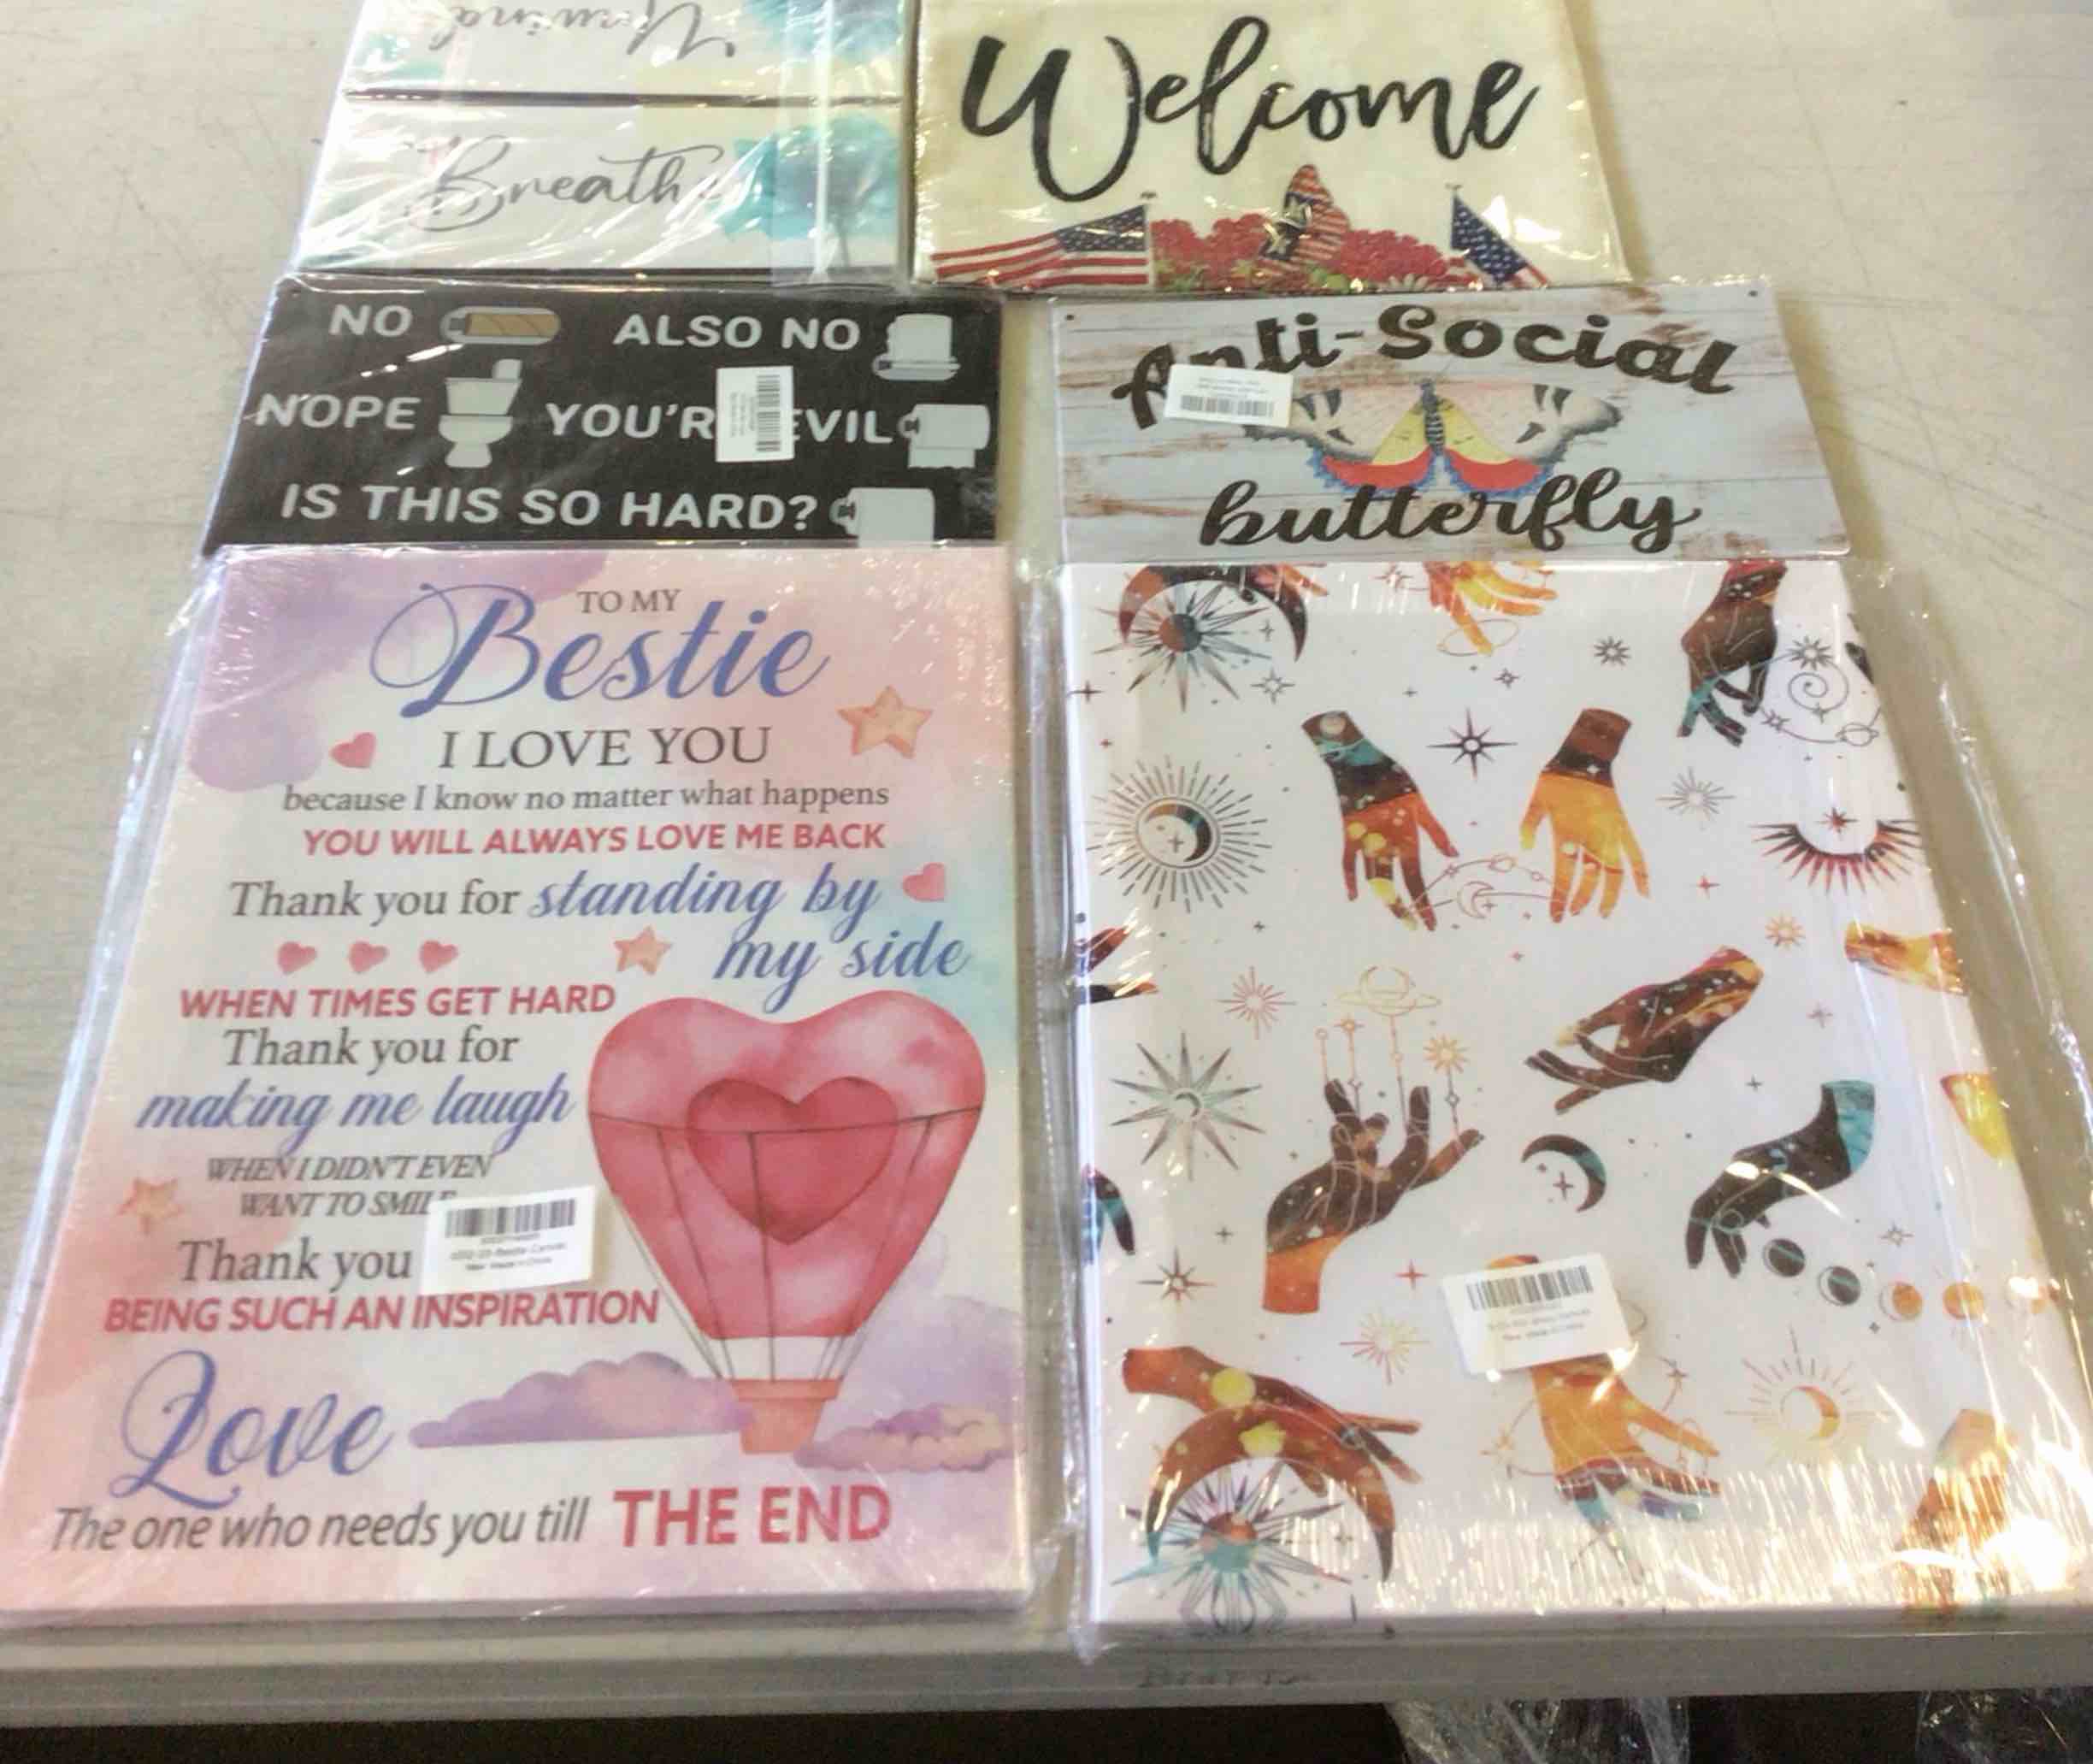 Unwind
Breathe
Welcome
NO ALSO NO
NOPE YOU'R EVIL
IS THIS SO HARD?
Anti-Social
butterfly
TO MY
Bestie
I LOVE YOU
because I know no matter what happens
YOU WILL ALWAYS LOVE ME BACK
Thank you for standing by
my side
WHEN TIMES GET HARD
Thank you for
making me laugh
WHEN I DIDN'T EVEN
WANT TO SMILE
Thank you
BEING SUCH AN INSPIRATION
Love
The one who needs you till THE END